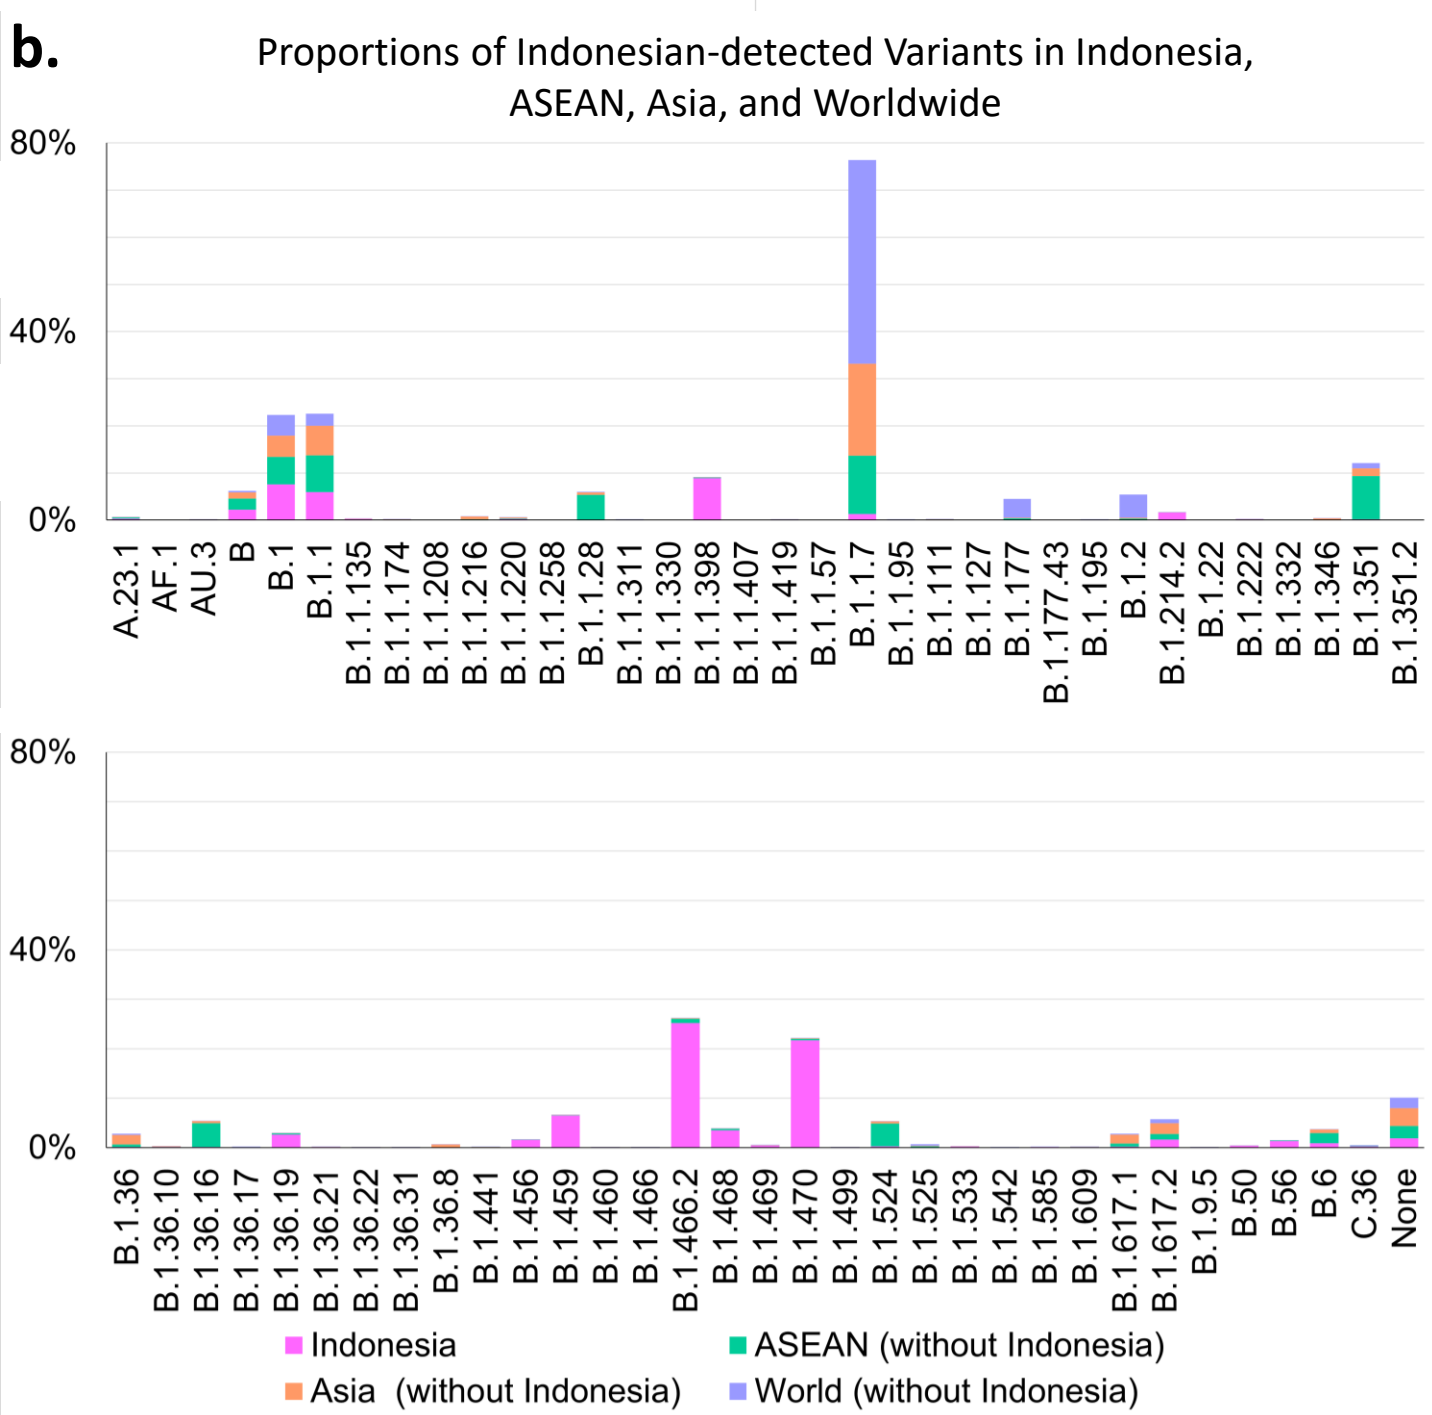 b.
Proportions of Indonesian-detected Variants in Indonesia,
ASEAN, Asia, and Worldwide
80%
40%
0%
A.23.1
AF.1
AU.3
B
B.1
B.1.1
B.1.1.135
B.1.1.174
B.1.1.208
B.1.1.216
B.1.1.220
B.1.1.258
B.1.1.28
B.1.1.311
B.1.1.330
B.1.1.398
B.1.1.407
B.1.1.419
B.1.1.57
B.1.1.7
B.1.1.95
B.1.111
B.1.127
B.1.177
B.1.177.43
B.1.195
B.1.2
B.1.214.2
B.1.22
B.1.222
B.1.332
B.1.346
B.1.351
B.1.351.2
80%
40%
0%
B.1.36
B.1.36.10
B.1.36.16
B.1.36.17
B.1.36.19
B.1.36.21
B.1.36.22
B.1.36.31
B.1.36.8
B.1.441
B.1.456
B.1.459
B.1.460
B.1.466
B.1.466.2
B.1.468
B.1.469
B.1.470
B.1.499
B.1.524
B.1.525
B.1.533
B.1.542
B.1.585
B.1.609
B.1.617.1
B.1.617.2
B.1.9.5
B.50
B.56
B.6
C.36
None
Indonesia
ASEAN (without Indonesia)
Asia (without Indonesia)
World (without Indonesia)